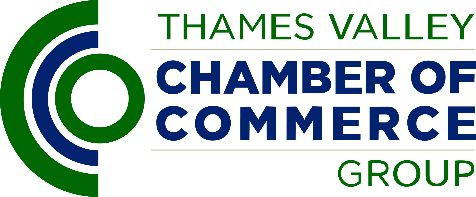 THAMES VALLEY
CHAMBER OF
COMMERCE
GROUP